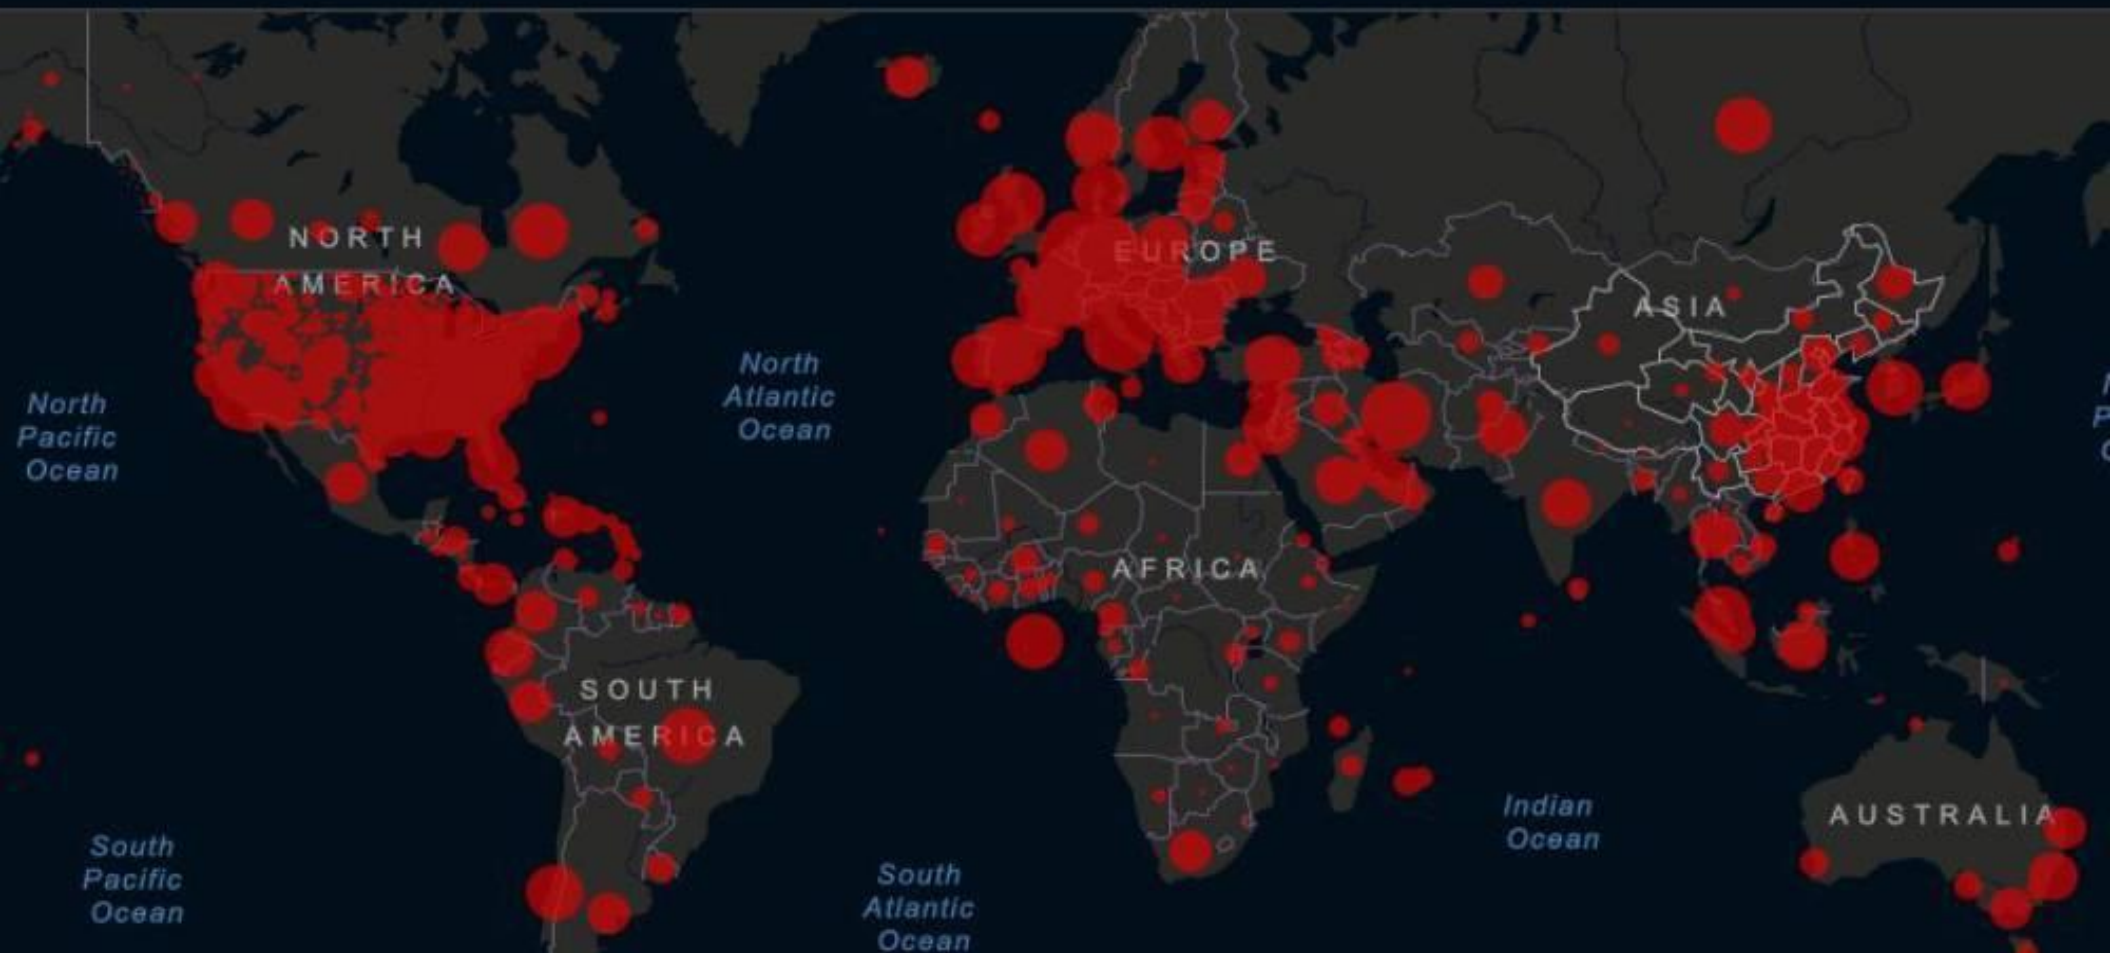 NORTH
AMERICA
EUROPE
ASIA
North
Atlantic
Ocean
North
Pacific
Ocean
AFRICA
SOUTH
AMERICA
Indian
Ocean
AUSTRALIA
South
Pacific
Ocean
South
Atlantic
Ocean